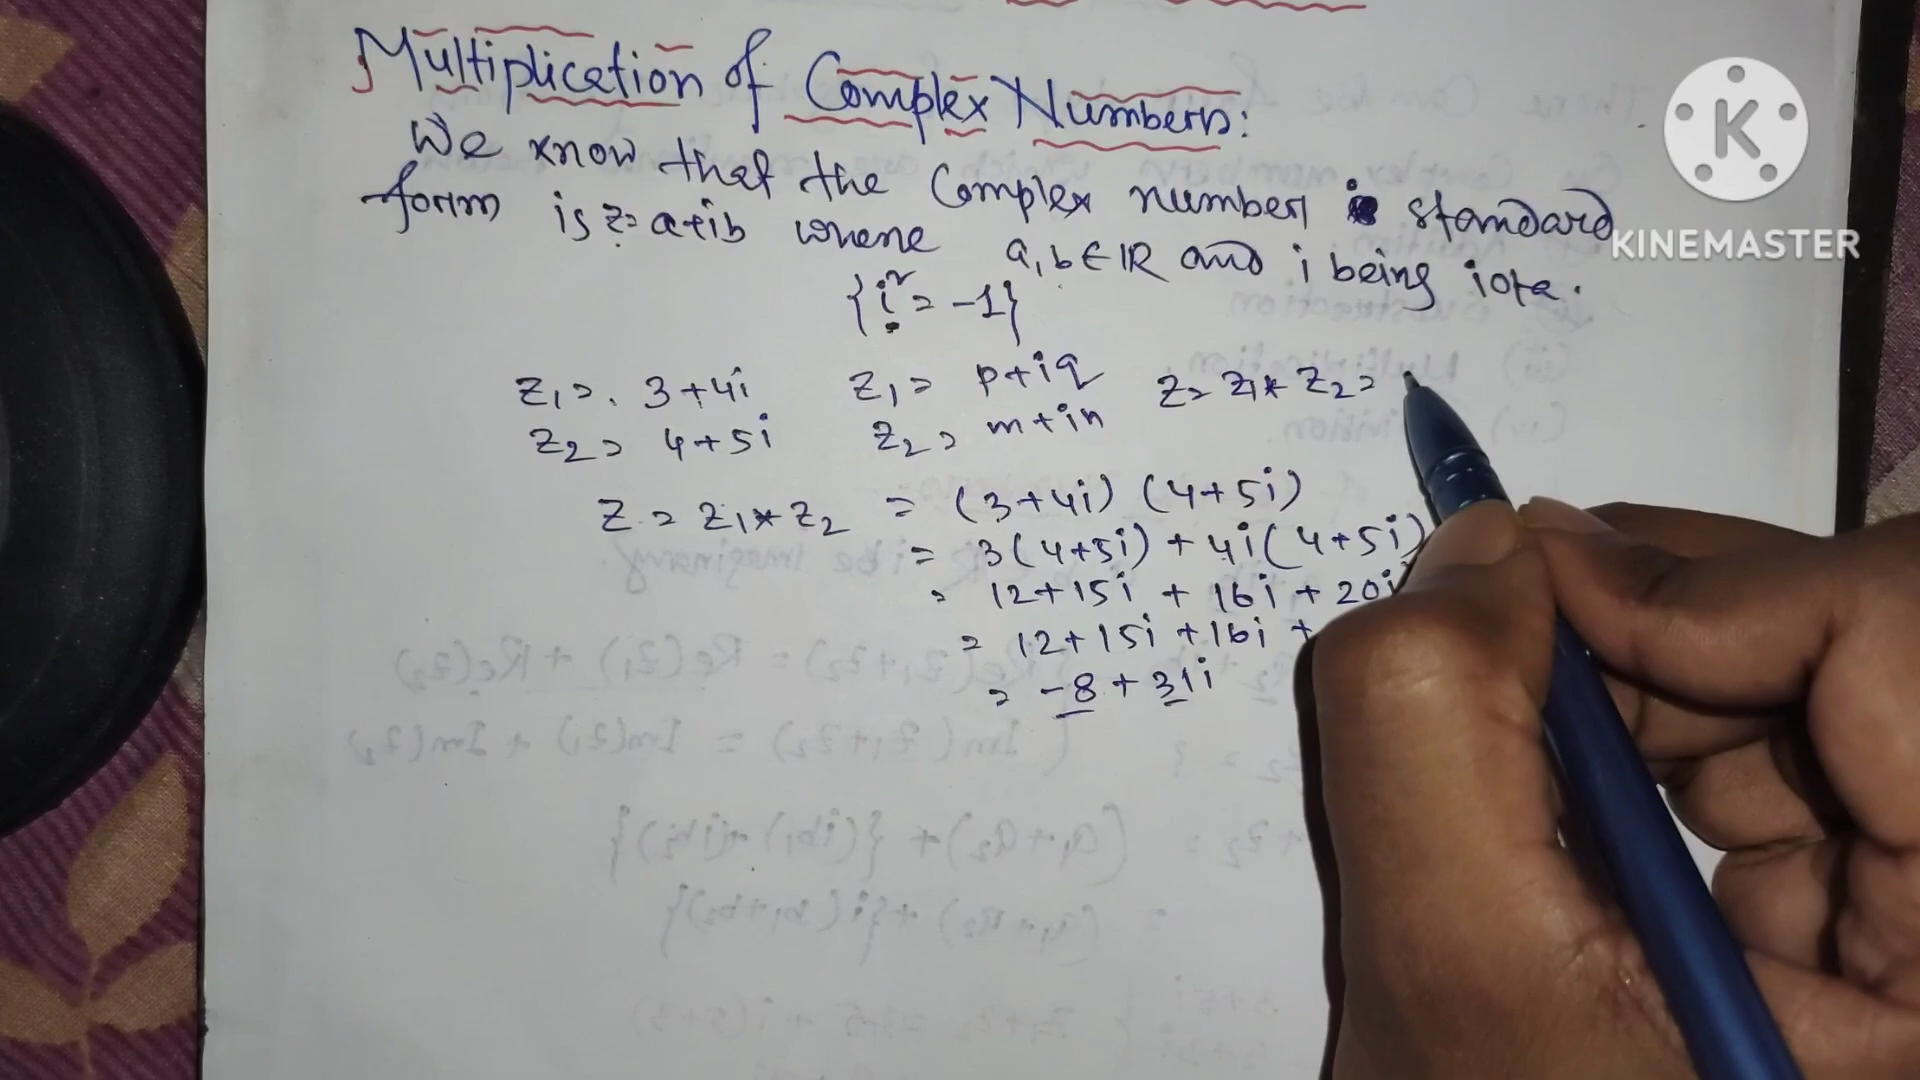 Multiplication of Complex Numbers:
We know that the Complex number standard
form is z = a+ib where a, b ∈ IR and i being iota.
{i² = -1}
Z₁ = 3+4i Z₁ = p+iq Z = Z₁ * Z₂ =
Z₂ = 4+5i Z₂ = m+in
Z = Z₁ * Z₂ = (3+4i) (4+5i)
= 3(4+5i) + 4i(4+5i)
= 12+15i + 16i + 20i
= 12+15i +16i +
= -8 + 31i
K
KINEMASTER